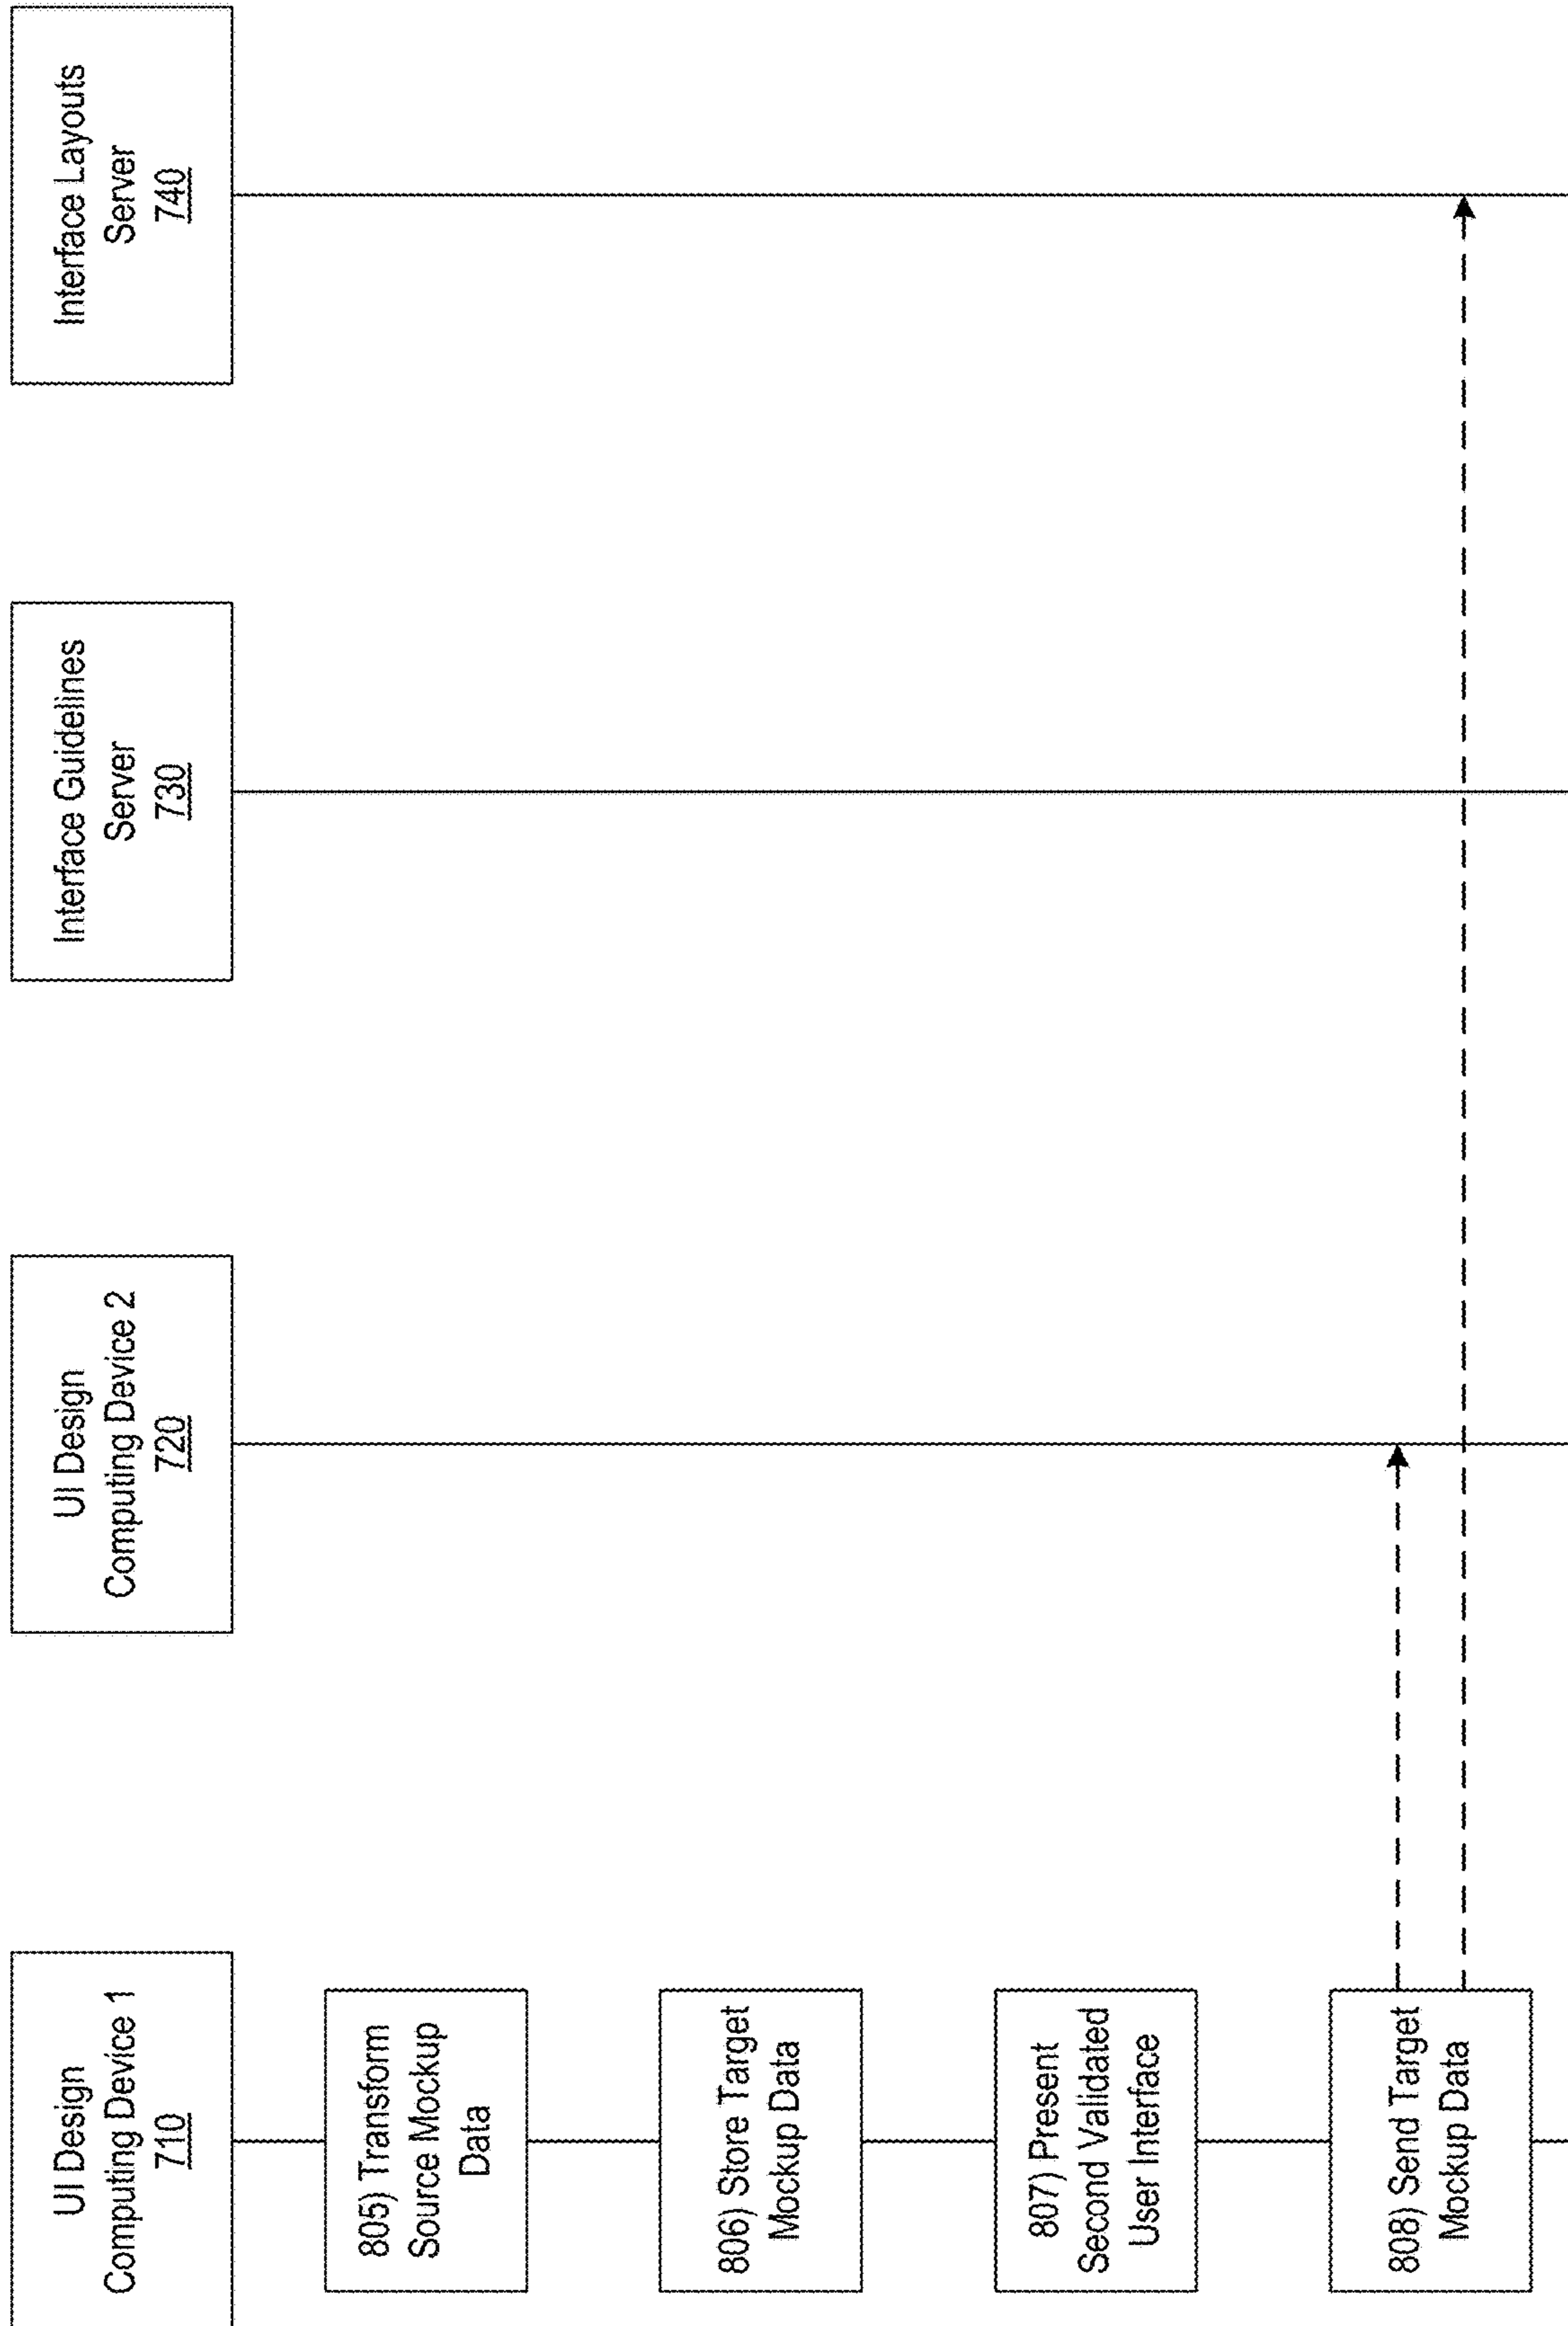 UI Design
Computing Device 1
710
UI Design
Computing Device 2
720
Interface Guidelines
Server
730
Interface Layouts
Server
740
805) Transform
Source Mockup
Data
806) Store Target
Mockup Data
807) Present
Second Validated
User Interface
808) Send Target
Mockup Data